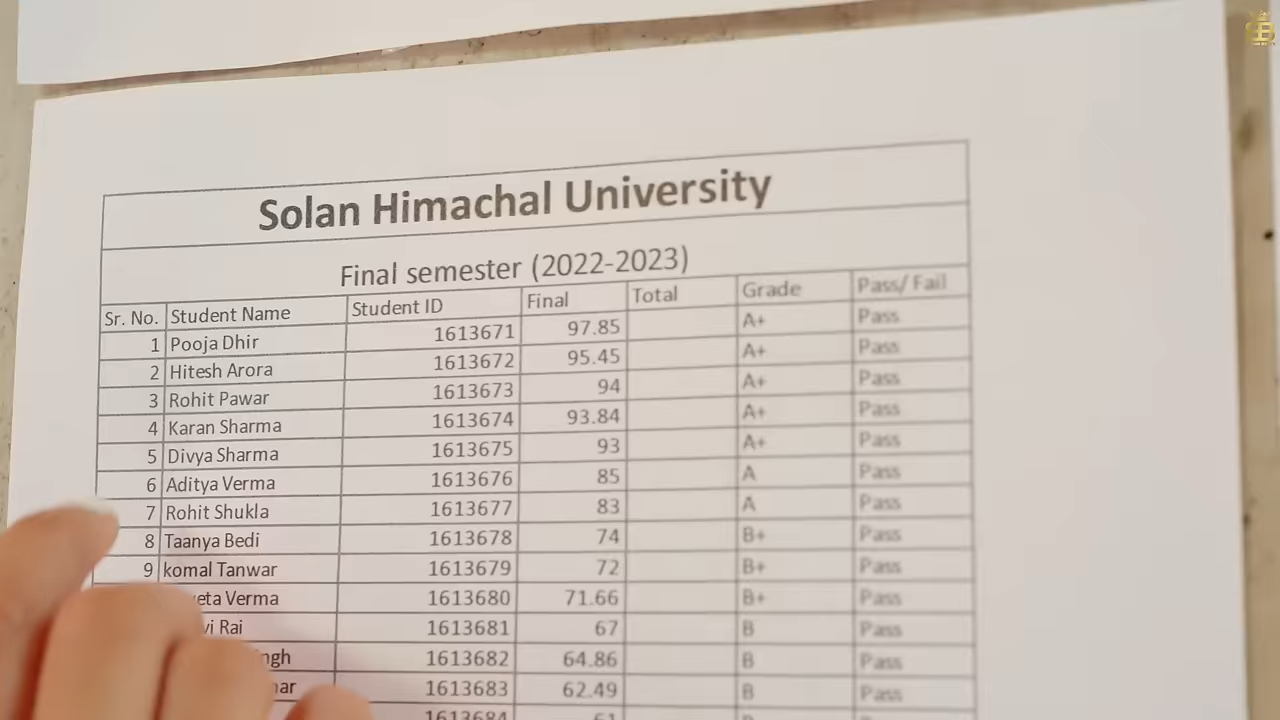 Solan Himachal University
Final semester (2022-2023)
Sr. No. Student Name Student ID Final Total Grade Pass/ Fail
1 Pooja Dhir 1613671 97.85 A+ Pass
2 Hitesh Arora 1613672 95.45 A+ Pass
3 Rohit Pawar 1613673 94 A+ Pass
4 Karan Sharma 1613674 93.84 A+ Pass
5 Divya Sharma 1613675 93 A+ Pass
6 Aditya Verma 1613676 85 A Pass
7 Rohit Shukla 1613677 83 A Pass
8 Taanya Bedi 1613678 74 B+ Pass
9 komal Tanwar 1613679 72 B+ Pass
Verma 1613680 71.66 B+ Pass
Rai 1613681 67 B Pass
1613682 64.86 B Pass
1613683 62.49 B Pass
1613684 61